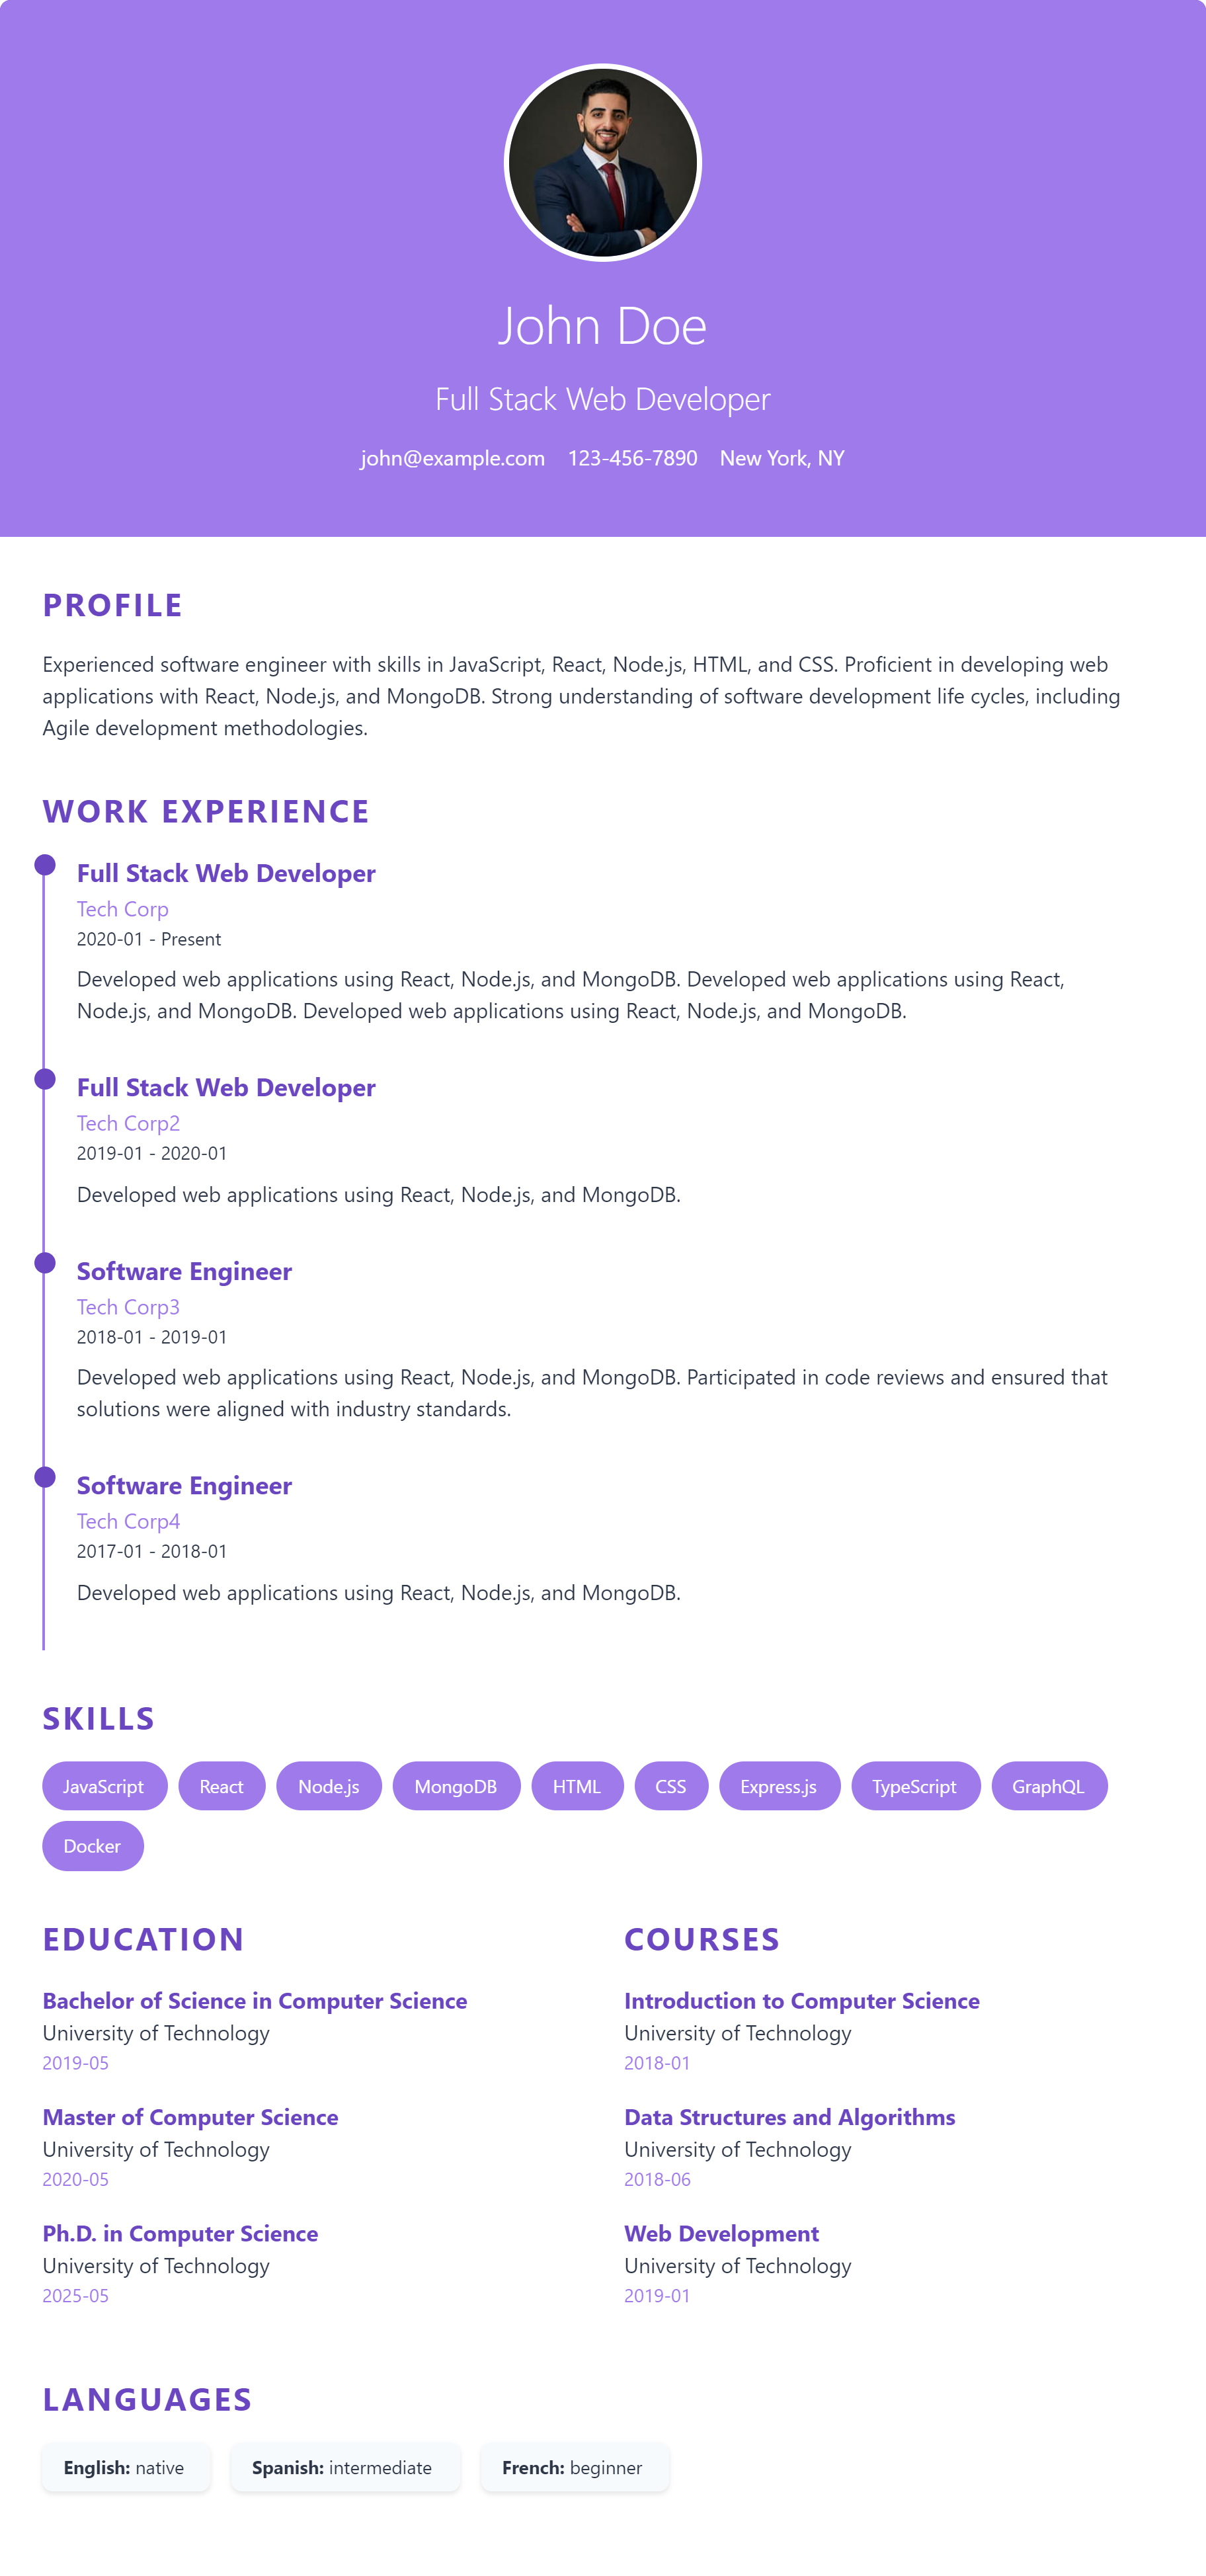 John Doe
Full Stack Web Developer
john@example.com 123-456-7890 New York, NY
PROFILE
Experienced software engineer with skills in JavaScript, React, Node.js, HTML, and CSS. Proficient in developing web
applications with React, Node.js, and MongoDB. Strong understanding of software development life cycles, including
Agile development methodologies.
WORK EXPERIENCE
Full Stack Web Developer
Tech Corp
2020-01 - Present
Developed web applications using React, Node.js, and MongoDB. Developed web applications using React,
Node.js, and MongoDB. Developed web applications using React, Node.js, and MongoDB.
Full Stack Web Developer
Tech Corp2
2019-01 - 2020-01
Developed web applications using React, Node.js, and MongoDB.
Software Engineer
Tech Corp3
2018-01 - 2019-01
Developed web applications using React, Node.js, and MongoDB. Participated in code reviews and ensured that
solutions were aligned with industry standards.
Software Engineer
Tech Corp4
2017-01 - 2018-01
Developed web applications using React, Node.js, and MongoDB.
SKILLS
JavaScript React Node.js MongoDB HTML CSS Express.js TypeScript GraphQL
Docker
EDUCATION
Bachelor of Science in Computer Science
University of Technology
2019-05
Master of Computer Science
University of Technology
2020-05
Ph.D. in Computer Science
University of Technology
2025-05
COURSES
Introduction to Computer Science
University of Technology
2018-01
Data Structures and Algorithms
University of Technology
2018-06
Web Development
University of Technology
2019-01
LANGUAGES
English: native Spanish: intermediate French: beginner